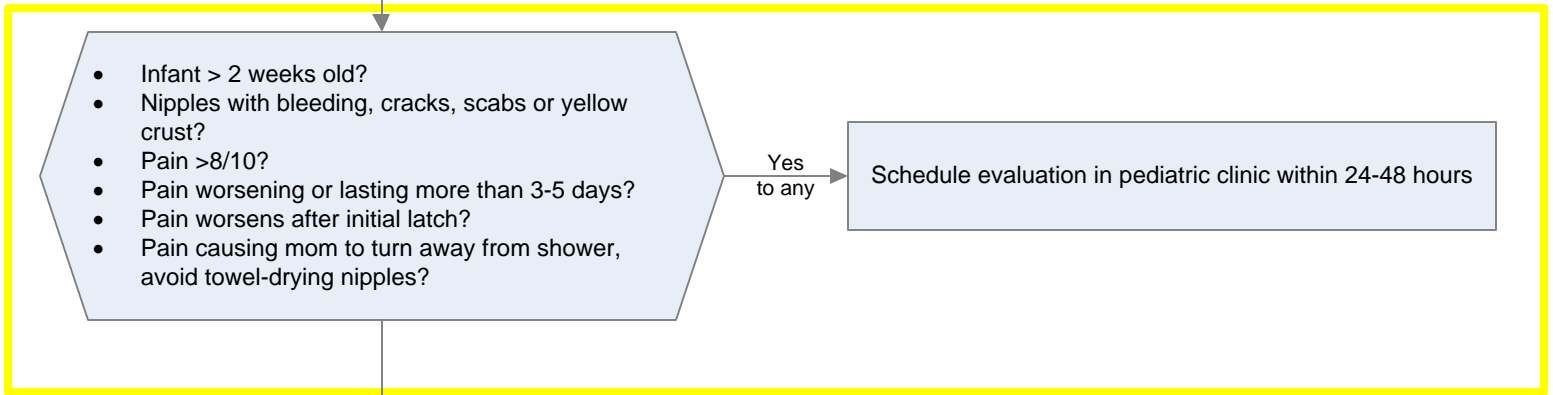 • Infant > 2 weeks old?
• Nipples with bleeding, cracks, scabs or yellow
crust?
• Pain >8/10?
• Pain worsening or lasting more than 3-5 days?
• Pain worsens after initial latch?
• Pain causing mom to turn away from shower,
avoid towel-drying nipples?
Yes
to any
Schedule evaluation in pediatric clinic within 24-48 hours